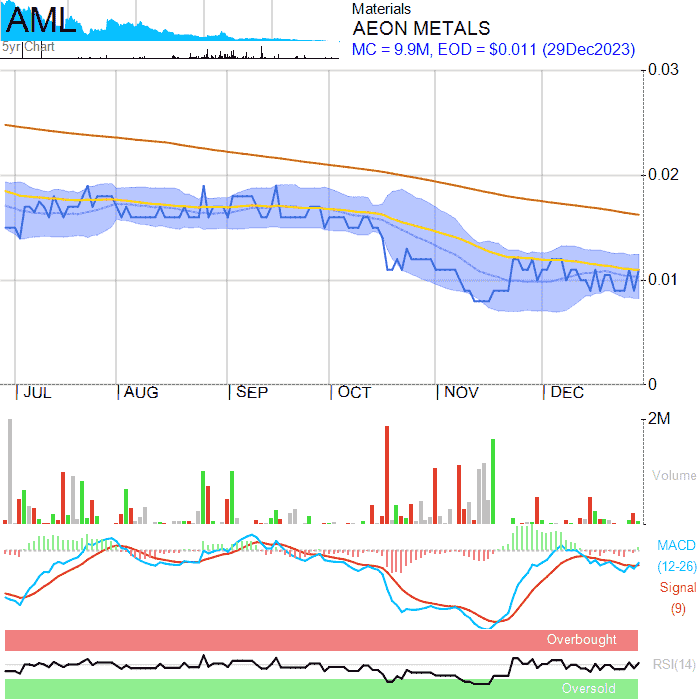 AML
5yr Chart
Materials
AEON METALS
MC = 9.9M, EOD = $0.011 (29Dec2023)
0.03
0.02
0.01
0
JUL AUG SEP OCT NOV DEC
2M
Volume
MACD
(12-26)
Signal
(9)
Overbought
RSI(14)
Oversold